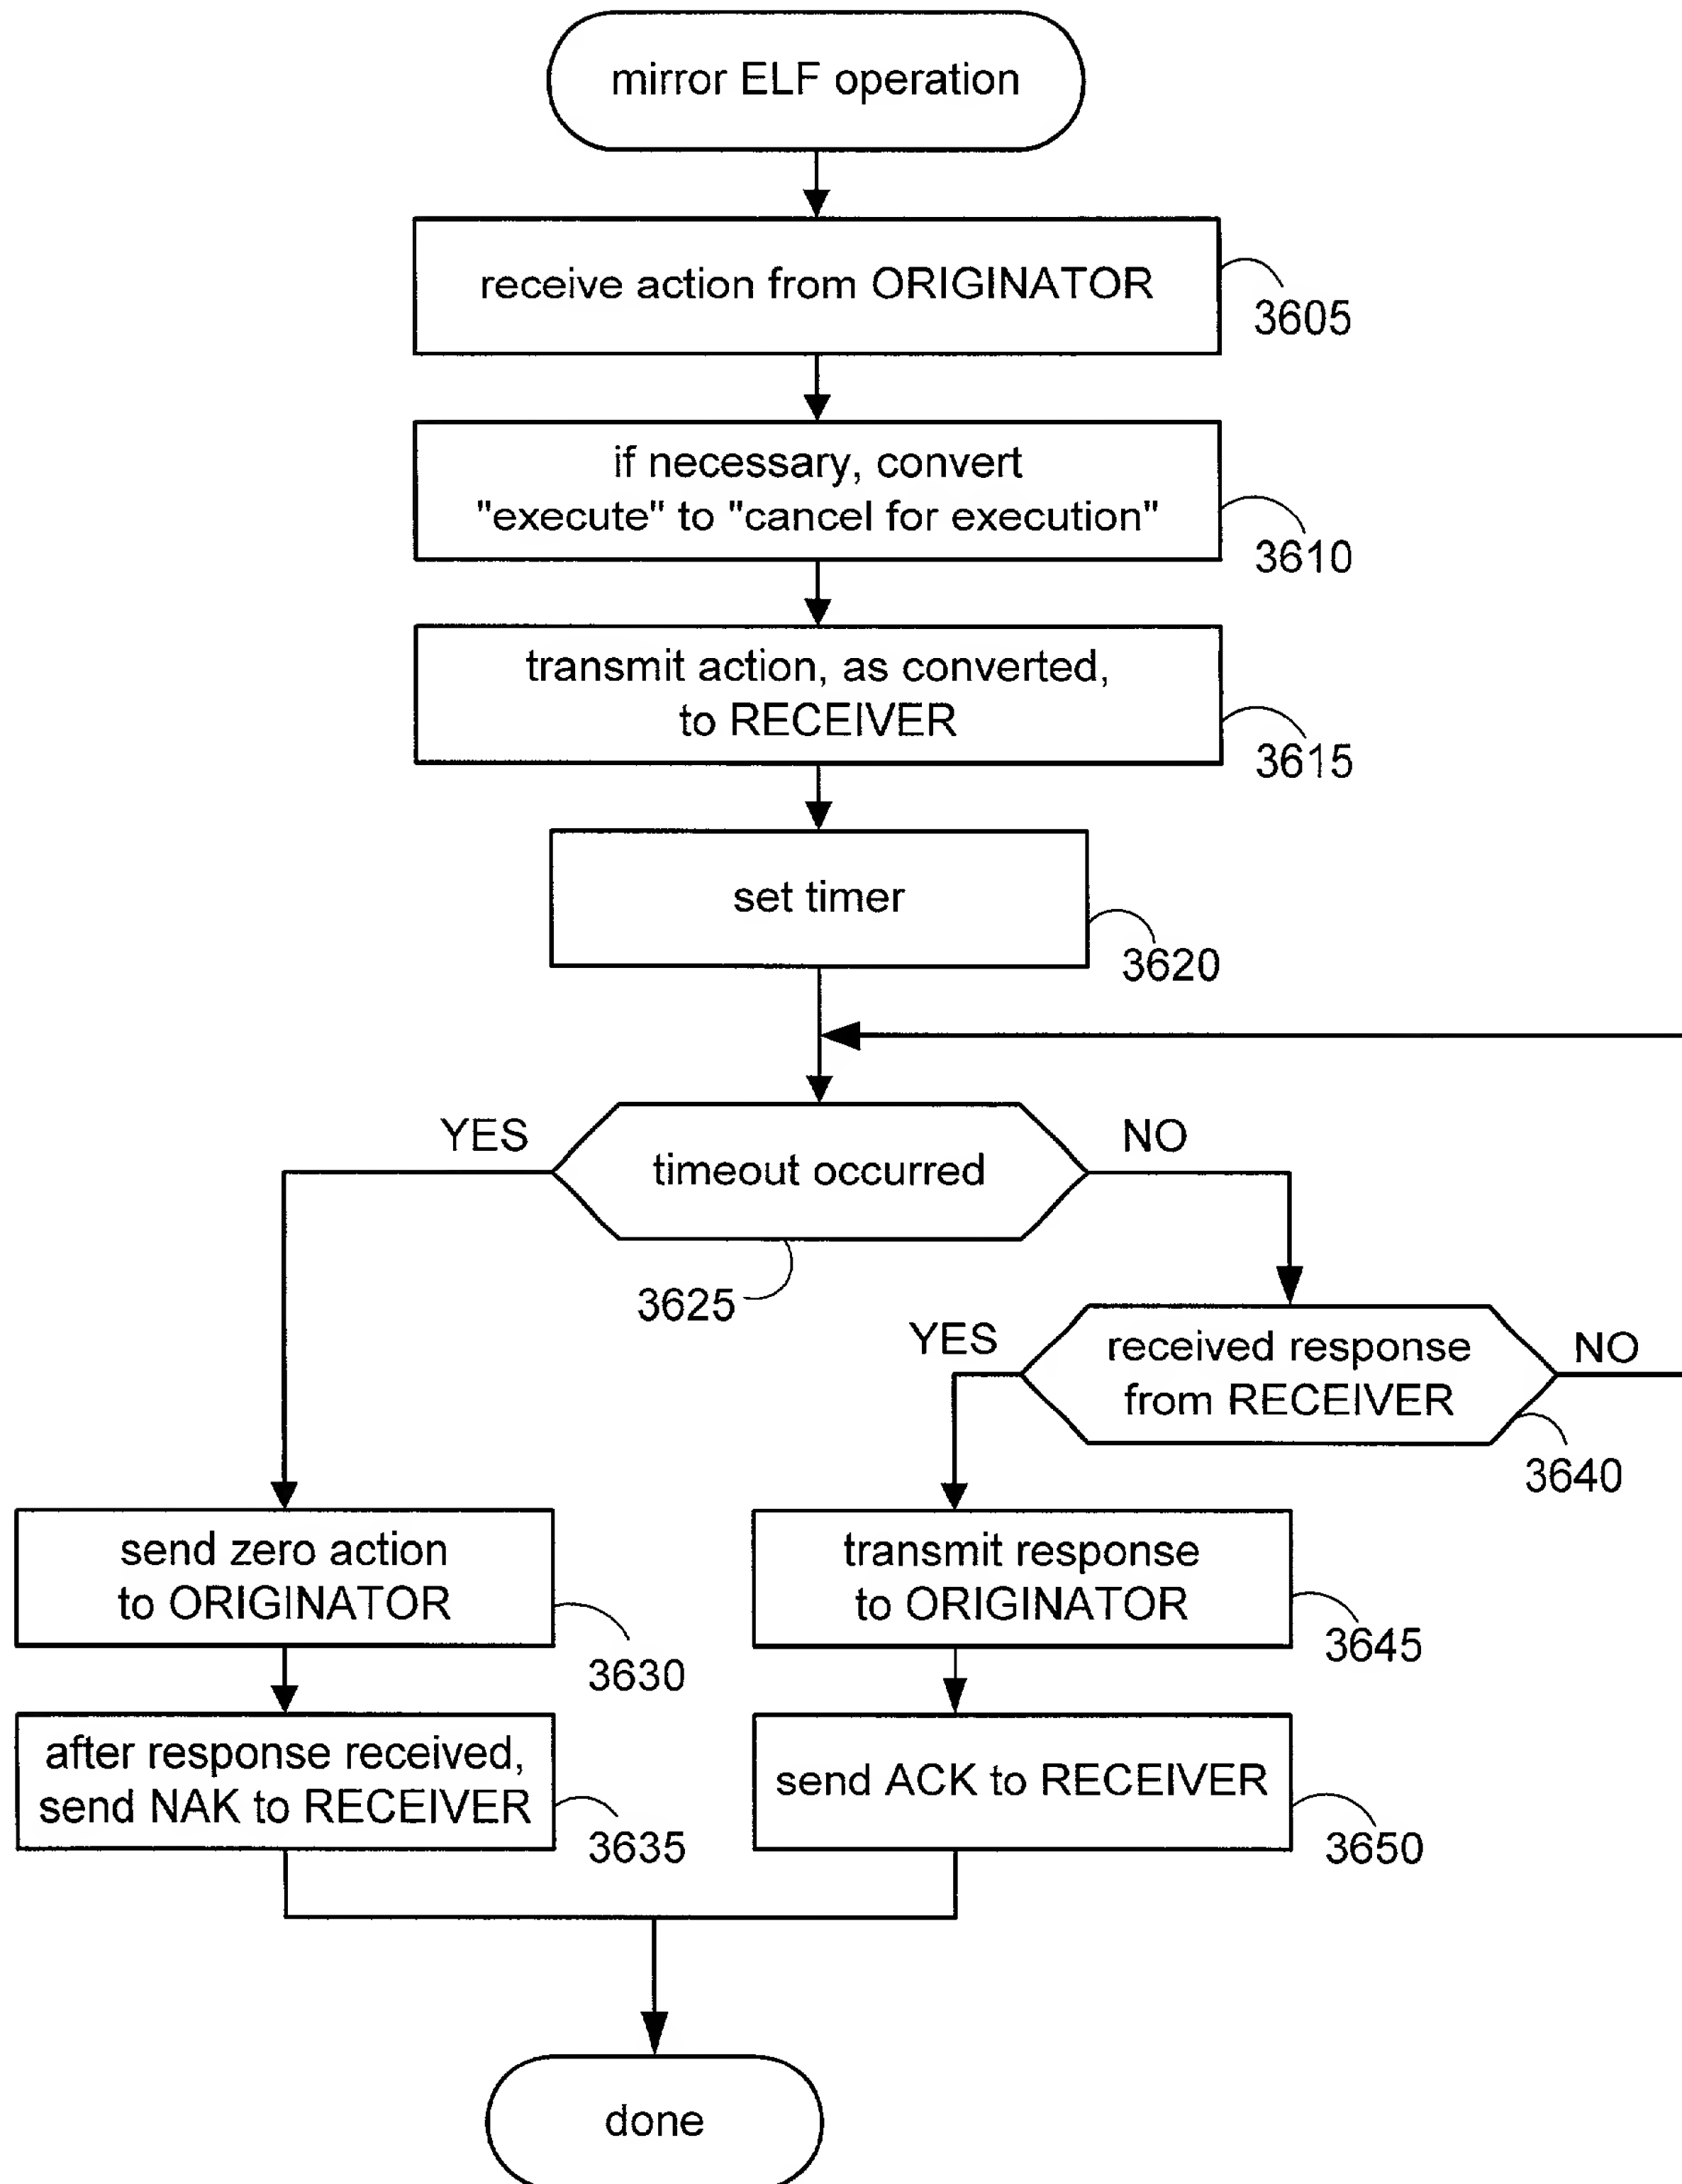 mirror ELF operation
receive action from ORIGINATOR
3605
if necessary, convert
"execute" to "cancel for execution"
3610
transmit action, as converted,
to RECEIVER
3615
set timer
3620
YES
NO
timeout occurred
3625
YES
received response
from RECEIVER
NO
3640
send zero action
to ORIGINATOR
3630
transmit response
to ORIGINATOR
3645
after response received,
send NAK to RECEIVER
3635
send ACK to RECEIVER
3650
done